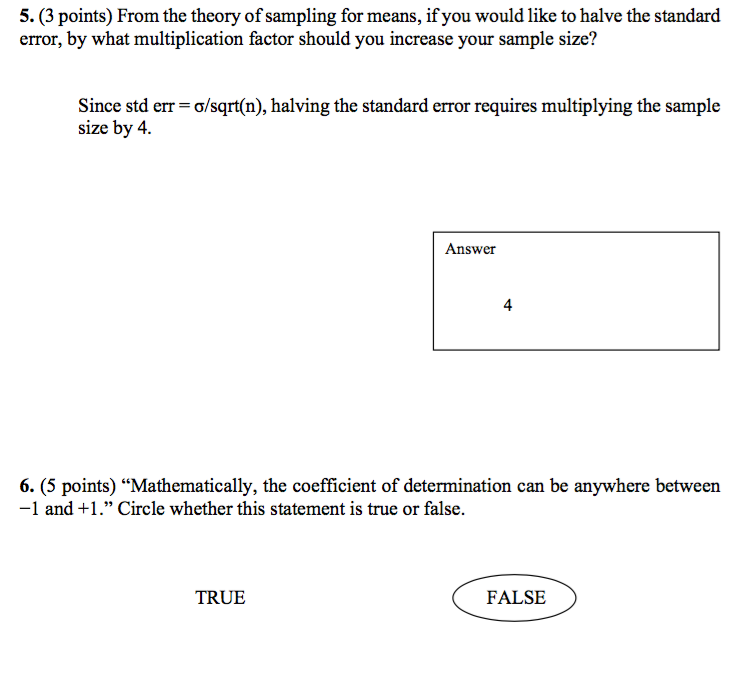 5. (3 points) From the theory of sampling for means, if you would like to halve the standard
error, by what multiplication factor should you increase your sample size?
Since std err = σ/sqrt(n), halving the standard error requires multiplying the sample
size by 4.
Answer
4
6. (5 points) “Mathematically, the coefficient of determination can be anywhere between
−1 and +1.” Circle whether this statement is true or false.
TRUE FALSE